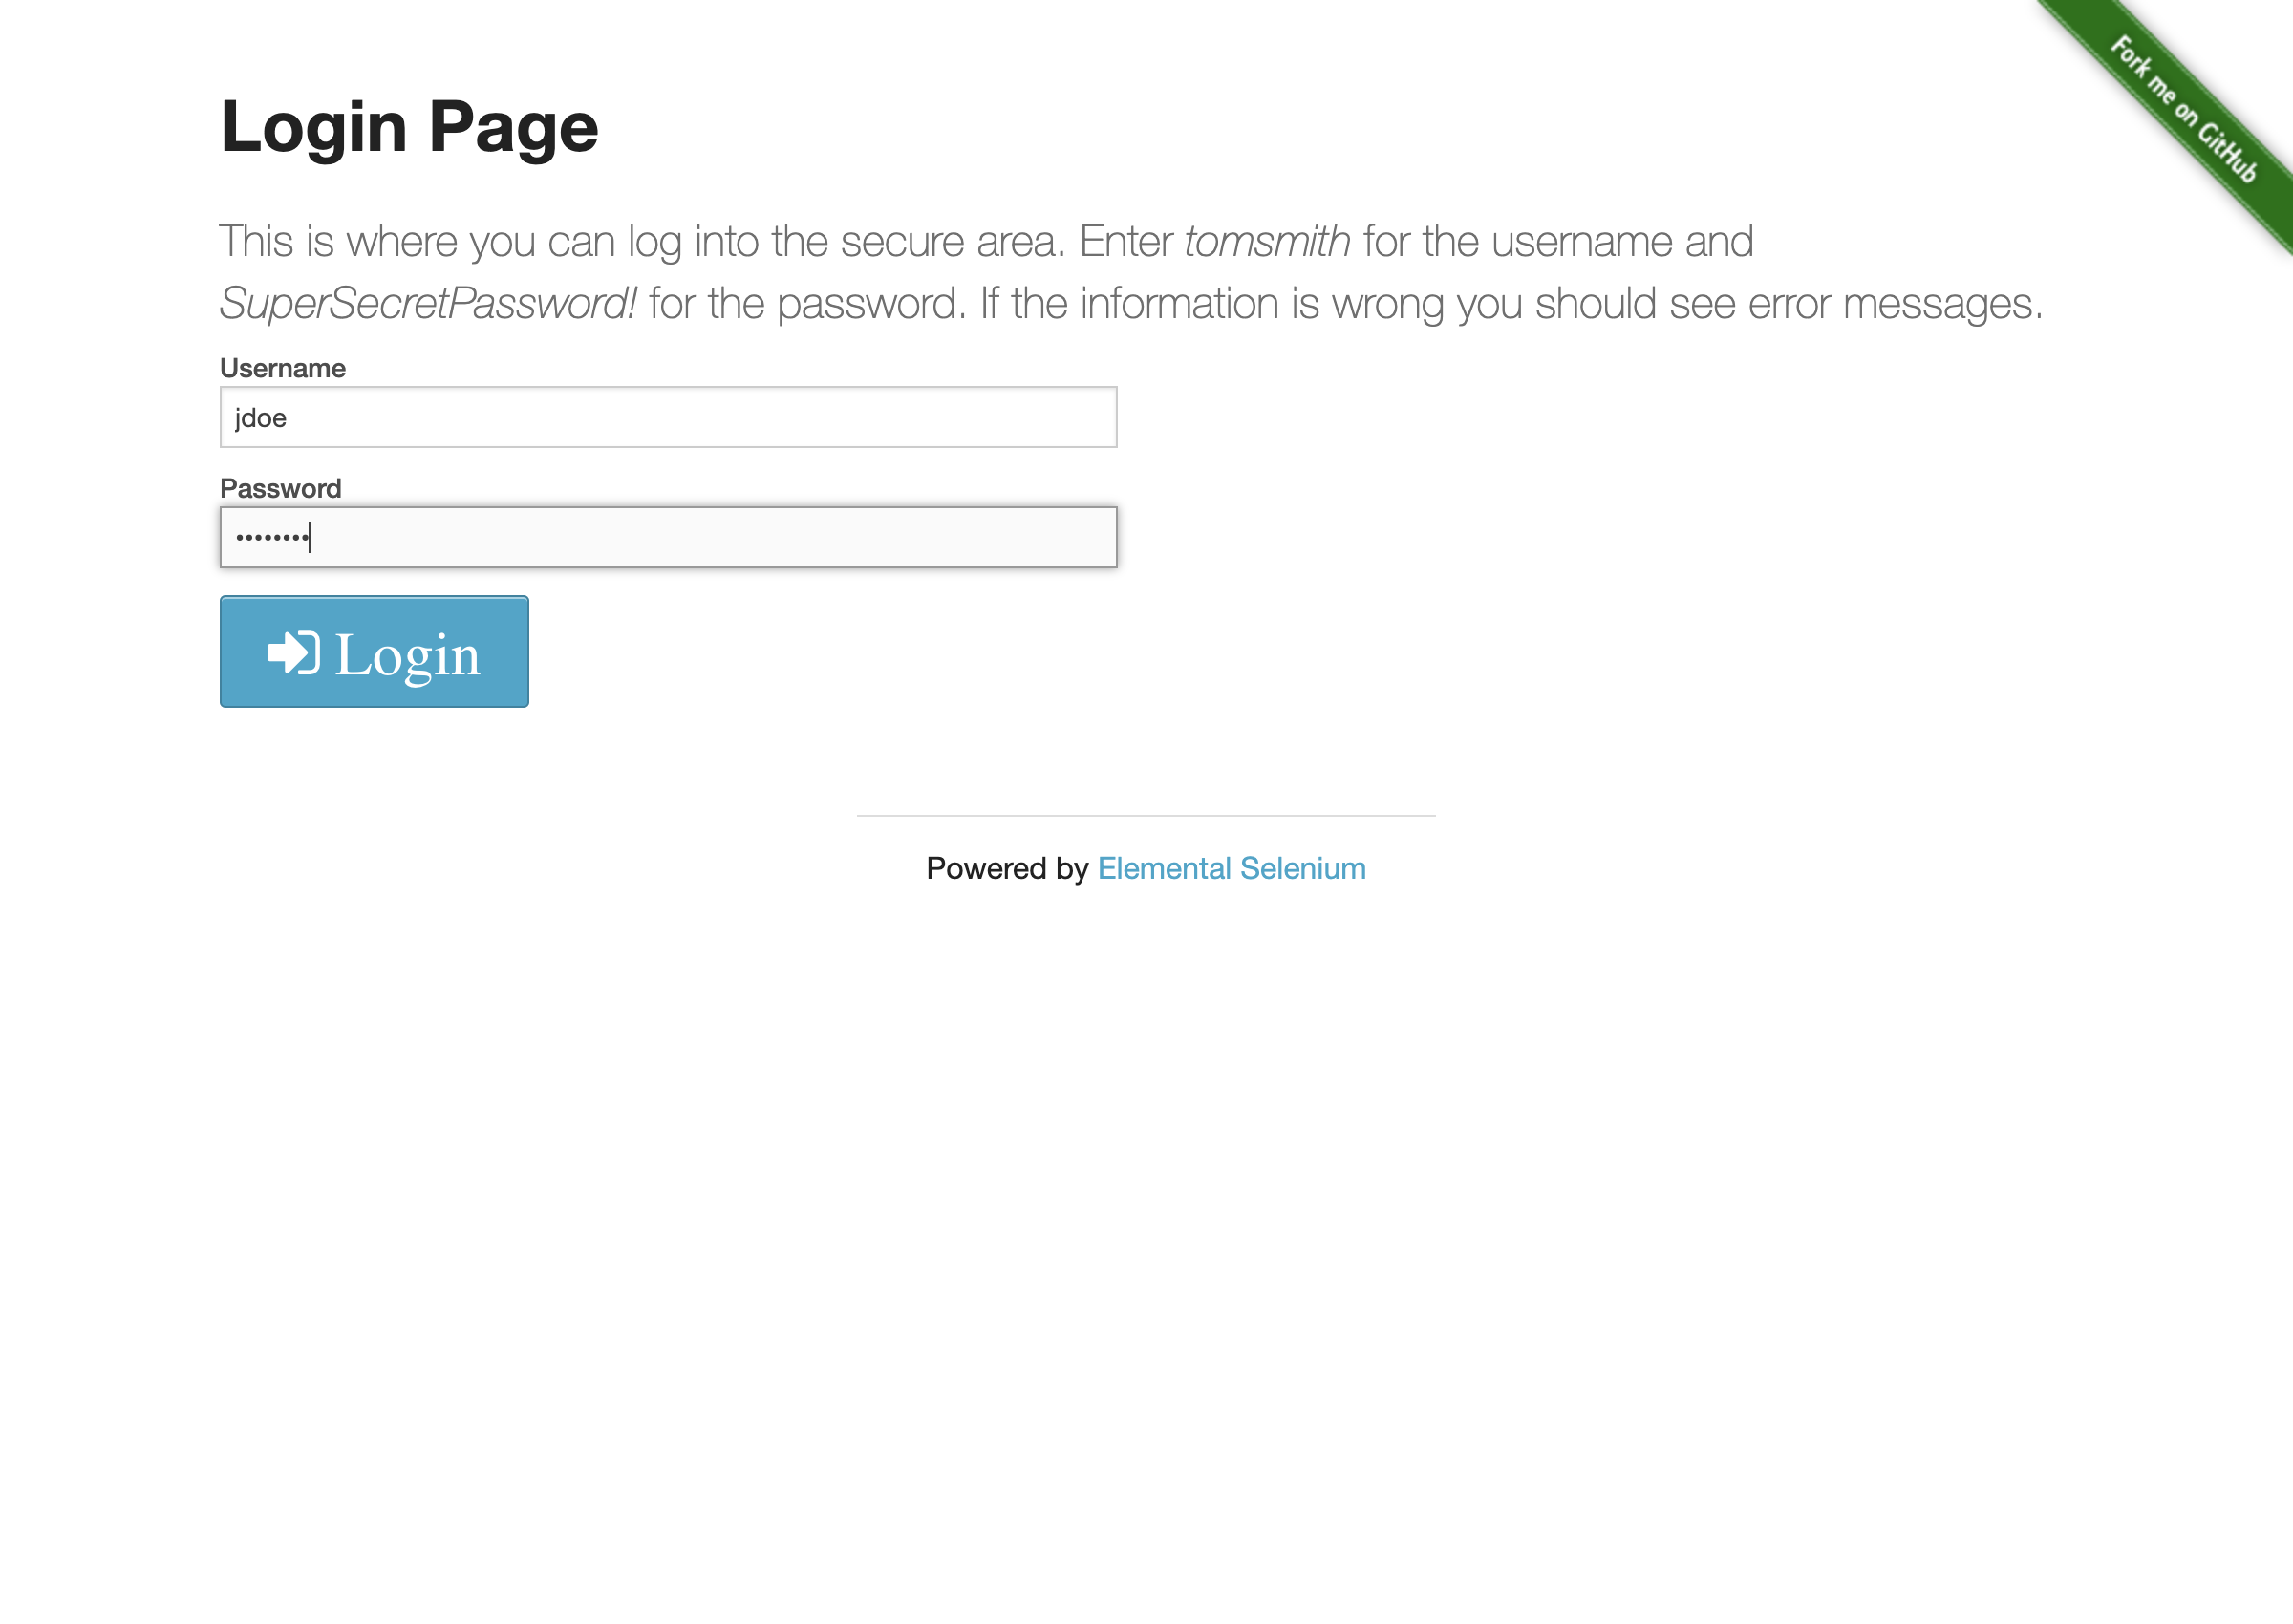 Fork me on GitHub
Login Page
This is where you can log into the secure area. Enter tomsmith for the username and
SuperSecretPassword! for the password. If the information is wrong you should see error messages.
Username
jdoe
Password
••••••••
Login
Powered by Elemental Selenium